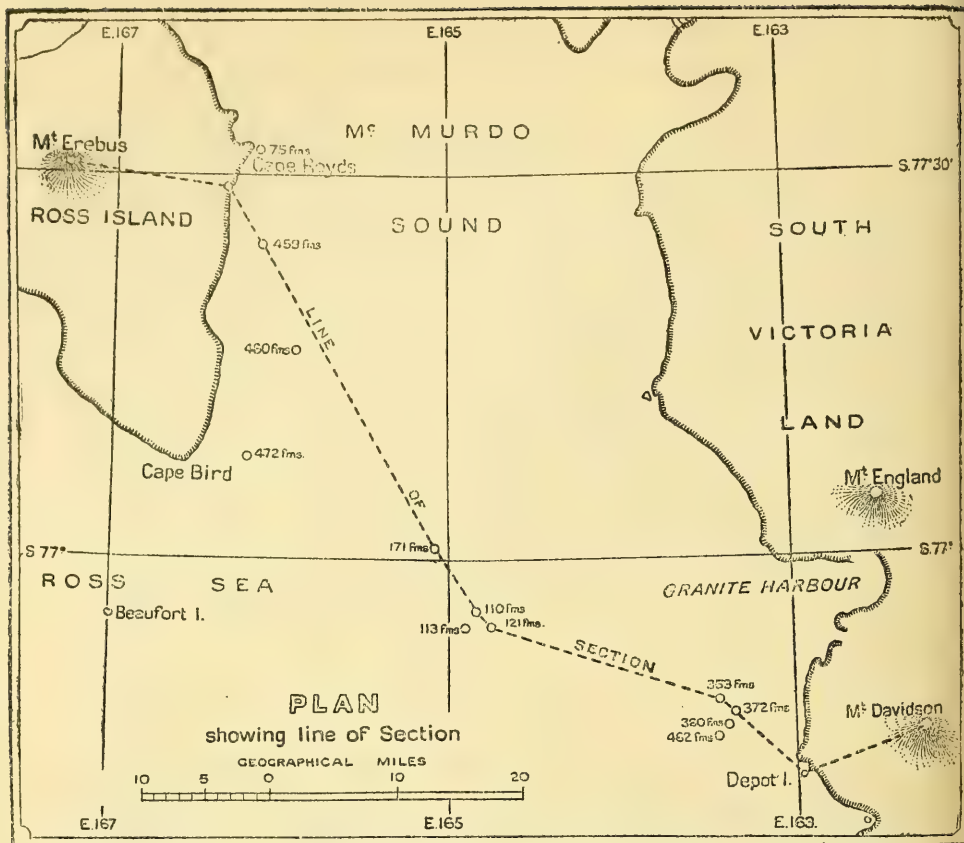 E.167
E.165
E.163
Mt Erebus
75 fms
Cape Royds
Mc MURDO
S.77°30'
ROSS ISLAND
SOUND
SOUTH
459 fms
LINE
460 fms
VICTORIA
LAND
Cape Bird
472 fms.
OF
Mt England
S.77°
171 fms
S.77°
ROSS SEA
GRANITE HARBOUR
Beaufort I.
110 fms
113 fms
121 fms.
SECTION
PLAN
showing line of Section
GEOGRAPHICAL MILES
10 5 0 10 20
353 fms
372 fms
380 fms
462 fms
Mt Davidson
Depot I.
E.167
E.165
E.163.